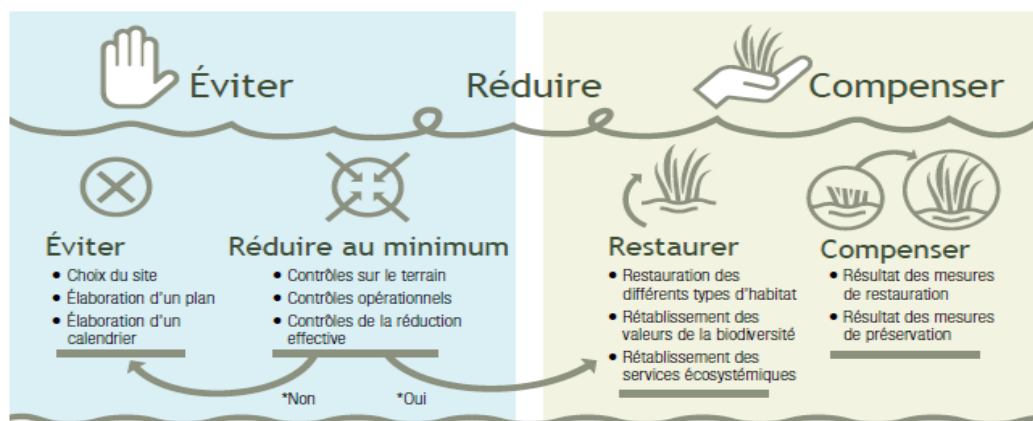 Éviter
Réduire
Compenser
Éviter
• Choix du site
• Élaboration d'un plan
• Élaboration d'un
calendrier
Réduire au minimum
• Contrôles sur le terrain
• Contrôles opérationnels
• Contrôles de la réduction
effective
*Non
*Oui
Restaurer
• Restauration des
différents types d'habitat
• Rétablissement des
valeurs de la biodiversité
• Rétablissement des
services écosystémiques
Compenser
• Résultat des mesures
de restauration
• Résultat des mesures
de préservation